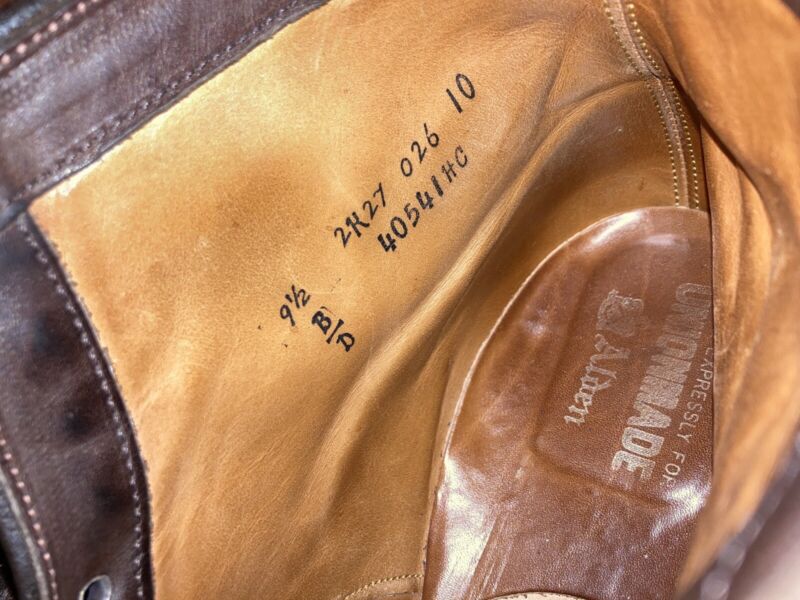 2K27 026 10
40541HC
9½
B/D
Alden
EXPRESSLY FOR
UNIONMADE